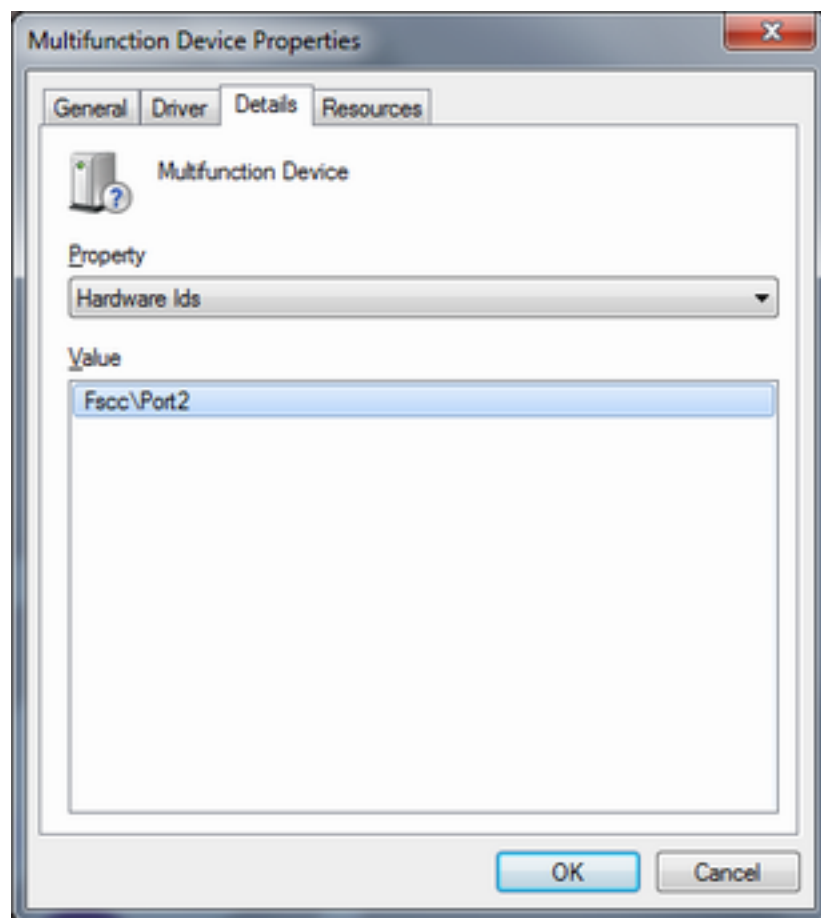 Multifunction Device Properties
General Driver Details Resources
Multifunction Device
Property
Hardware Ids
Value
Fscc\Port2
OK Cancel